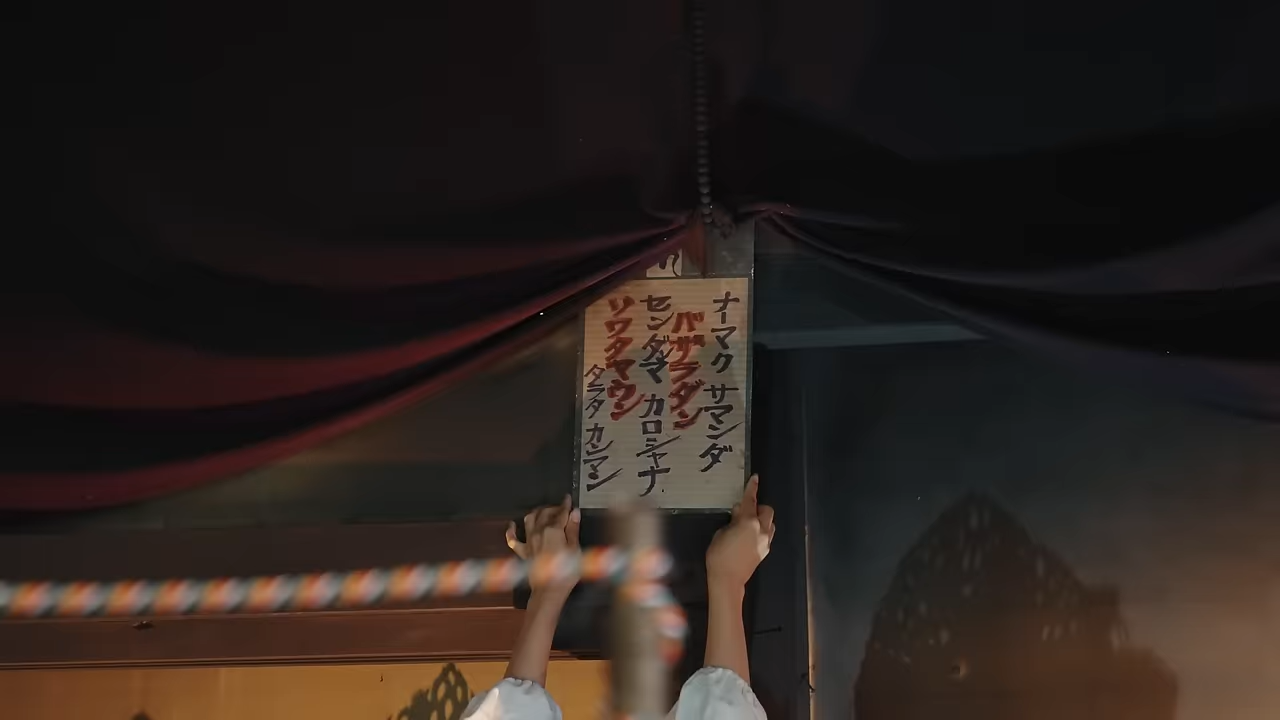 ナーマク サマンダ
バザラダン
センダマ カロシャナ
ソワタヤウン
タラタ カンマン